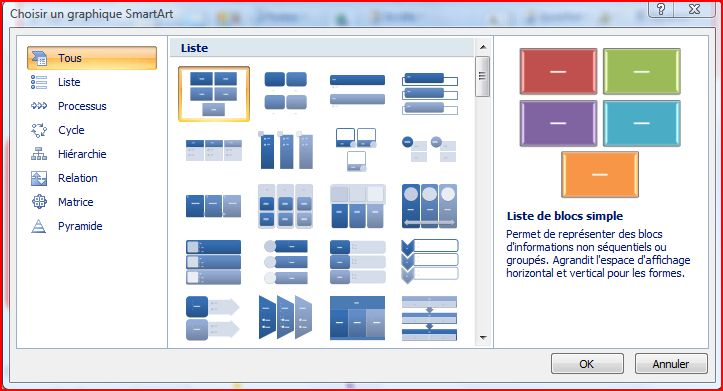 Choisir un graphique SmartArt
Tous
Liste
Processus
Cycle
Hiérarchie
Relation
Matrice
Pyramide
Liste
Liste de blocs simple
Permet de représenter des blocs
d'informations non séquentiels ou
groupés. Agrandit l'espace d'affichage
horizontal et vertical pour les formes.
OK
Annuler